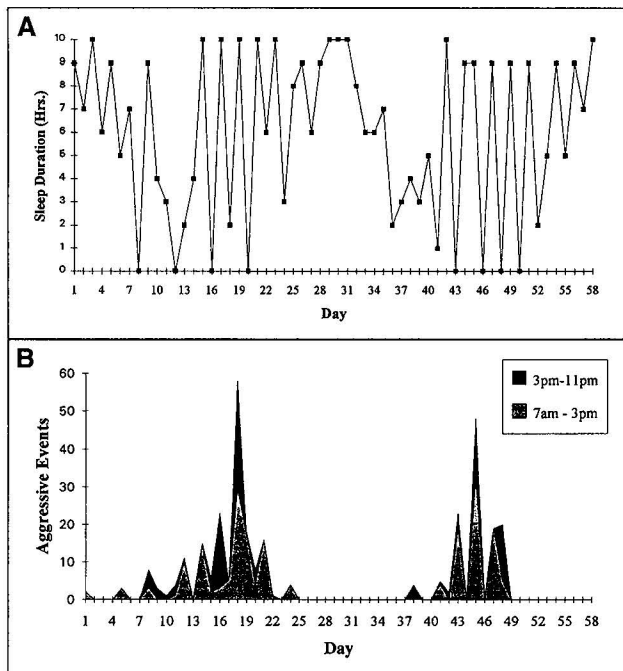 A
Sleep Duration (Hrs.)
10
9
8
7
6
5
4
3
2
1
0
1 4 7 10 13 16 19 22 25 28 31 34 37 40 43 46 49 52 55 58
Day
B
Aggressive Events
60
50
40
30
20
10
0
3pm-11pm
7am - 3pm
1 4 7 10 13 16 19 22 25 28 31 34 37 40 43 46 49 52 55 58
Day